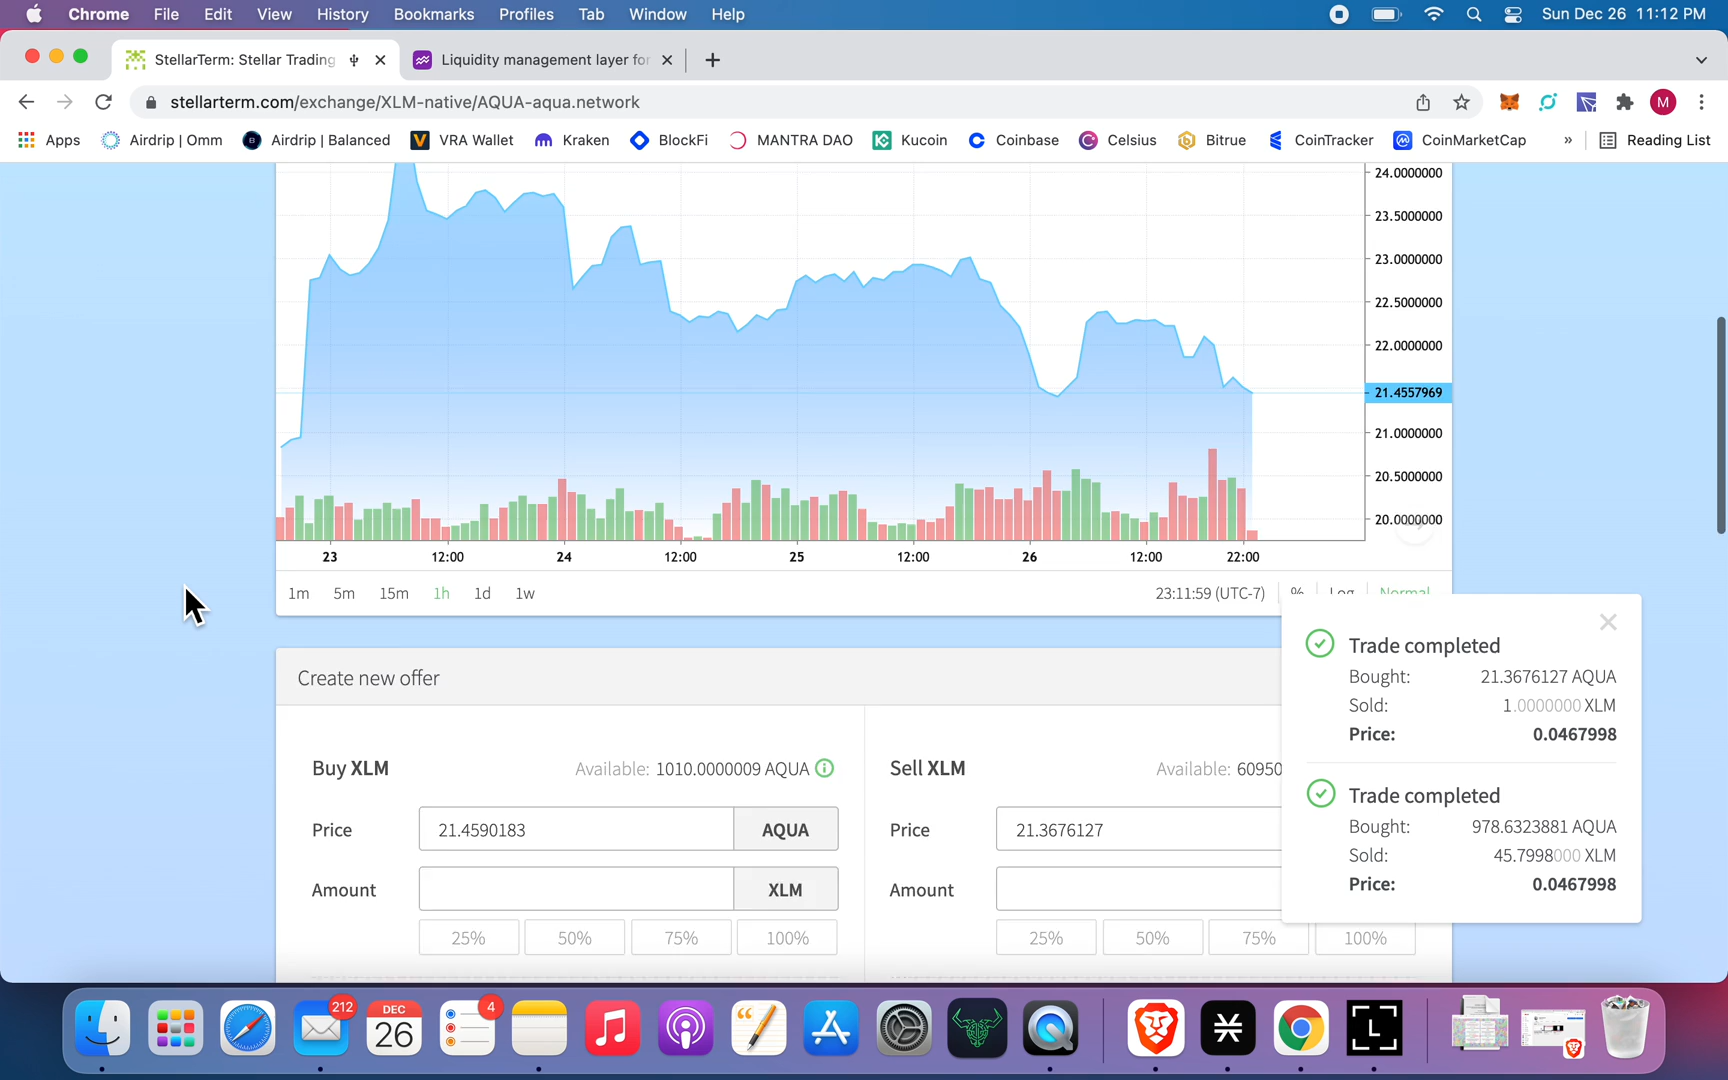 Chrome File Edit View History Bookmarks Profiles Tab Window Help Sun Dec 26 11:12 PM
StellarTerm: Stellar Trading Liquidity management layer for
stellarterm.com/exchange/XLM-native/AQUA-aqua.network M
Apps Airdrip | Omm Airdrip | Balanced VRA Wallet Kraken BlockFi MANTRA DAO Kucoin Coinbase Celsius Bitrue CoinTracker CoinMarketCap » Reading List
24.0000000
23.5000000
23.0000000
22.5000000
22.0000000
21.4557969
21.0000000
20.5000000
20.0000000
23 12:00 24 12:00 25 12:00 26 12:00 22:00
1m 5m 15m 1h 1d 1w 23:11:59 (UTC-7) % Log Normal
Create new offer
Buy XLM Available: 1010.0000009 AQUA
Price 21.4590183 AQUA
Amount XLM
25% 50% 75% 100%
Sell XLM Available: 60950
Price 21.3676127
Amount
25% 50% 75% 100%
Trade completed
Bought: 21.3676127 AQUA
Sold: 1.0000000 XLM
Price: 0.0467998
Trade completed
Bought: 978.6323881 AQUA
Sold: 45.7998000 XLM
Price: 0.0467998
212
DEC
26
4
L